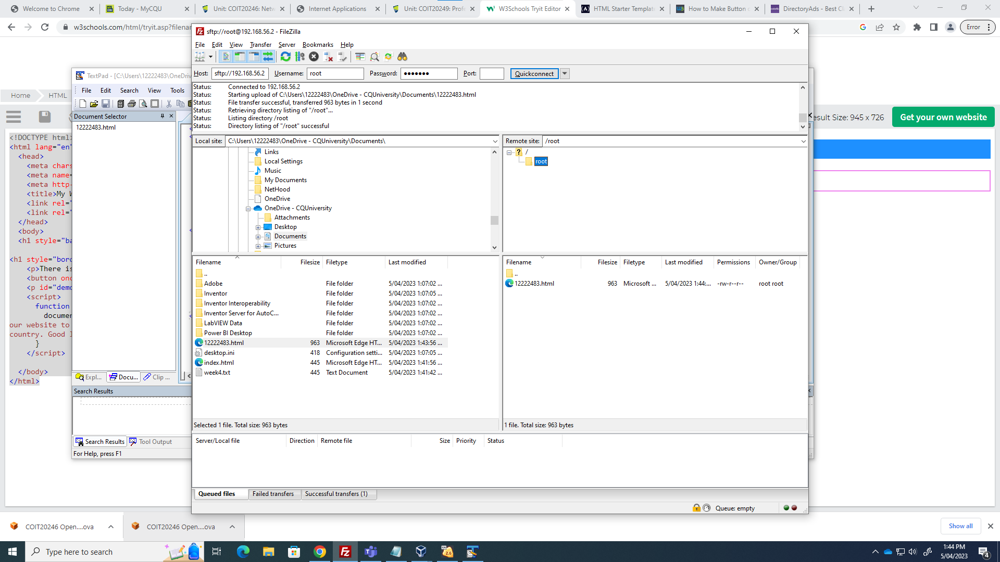 Welcome to Chrome
Today - MyCQU
Unit: COIT20246: Netw
Internet Applications
Unit: COIT20249: Profe
W3Schools Tryit Editor
HTML Starter Template
How to Make Button
DirectoryAds - Best Cl
w3schools.com/html/tryit.asp?filenam
Error
sftp://root@192.168.56.2 - FileZilla
File Edit View Transfer Server Bookmarks Help
Host: sftp://192.168.56.2 Username: root Password: ●●●●●●● Port: Quickconnect
Status: Connected to 192.168.56.2
Status: Starting upload of C:\Users\12222483\OneDrive - CQUniversity\Documents\12222483.html
Status: File transfer successful, transferred 963 bytes in 1 second
Status: Retrieving directory listing of "/root"...
Status: Listing directory /root
Status: Directory listing of "/root" successful
Local site: C:\Users\12222483\OneDrive - CQUniversity\Documents\
Links
Local Settings
Music
My Documents
NetHood
OneDrive
OneDrive - CQUniversity
Attachments
Desktop
Documents
Pictures
Remote site: /root
/
root
Filename Filesize Filetype Last modified
..
Adobe File folder 5/04/2023 1:07:02 ...
Inventor File folder 5/04/2023 1:07:05 ...
Inventor Interoperability File folder 5/04/2023 1:07:02 ...
Inventor Server for AutoC... File folder 5/04/2023 1:07:02 ...
LabVIEW Data File folder 5/04/2023 1:07:02 ...
Power BI Desktop File folder 5/04/2023 1:07:02 ...
12222483.html 963 Microsoft Edge HT... 5/04/2023 1:43:56 ...
desktop.ini 418 Configuration setti... 5/04/2023 1:07:05 ...
index.html 445 Microsoft Edge HT... 5/04/2023 1:41:56 ...
week4.txt 445 Text Document 5/04/2023 1:41:42 ...
Selected 1 file. Total size: 963 bytes
Filename Filesize Filetype Last modified Permissions Owner/Group
..
12222483.html 963 Microsoft ... 5/04/2023 1:44:... -rw-r--r-- root root
1 file. Total size: 963 bytes
Server/Local file Direction Remote file Size Priority Status
Queued files Failed transfers Successful transfers (1)
Queue: empty
TextPad - [C:\Users\12222483\OneDrive
File Edit Search View Tools
Document Selector
12222483.html
Expl... Docu... Clip ...
Search Results
Search Results Tool Output
For Help, press F1
Home HTML
esult Size: 945 x 726
Get your own website
<!DOCTYPE html>
<html lang="en"
<head>
<meta chars
<meta name=
<meta http-
<title>My W
<link rel="
<link rel="
</head>
<body>
<h1 style="ba
<h1 style="bor
<p>There is
<button onc
<p id="demo
<script>
function
documen
our website to
country. Good l
}
</script>
</body>
</html>
COIT20246 Open....ova
COIT20246 Open....ova
Show all
Type here to search
2.6
1:44 PM
5/04/2023
4